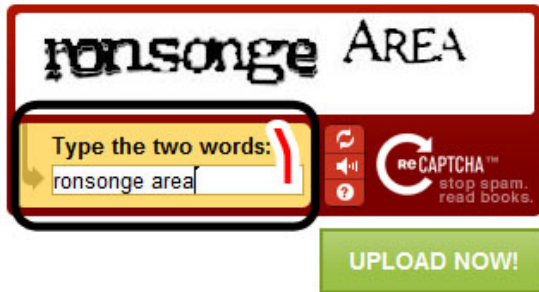 ronsonge AREA
Type the two words:
ronsonge area
ReCAPTCHA™
stop spam.
read books.
UPLOAD NOW!